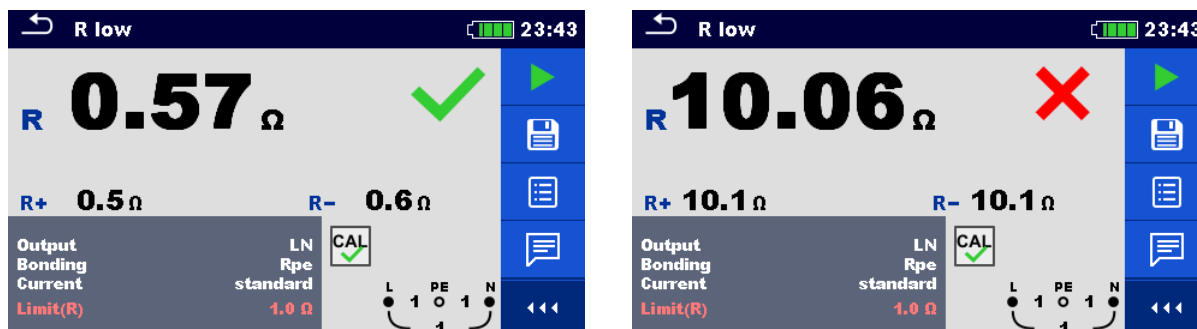 R low 23:43
R 0.57 Ω
R+ 0.5 Ω R- 0.6 Ω
Output LN
Bonding Rpe
Current standard
Limit(R) 1.0 Ω
CAL
L PE N
1 1
1
R low 23:43
R 10.06 Ω
R+ 10.1 Ω R- 10.1 Ω
Output LN
Bonding Rpe
Current standard
Limit(R) 1.0 Ω
CAL
L PE N
1 1
1